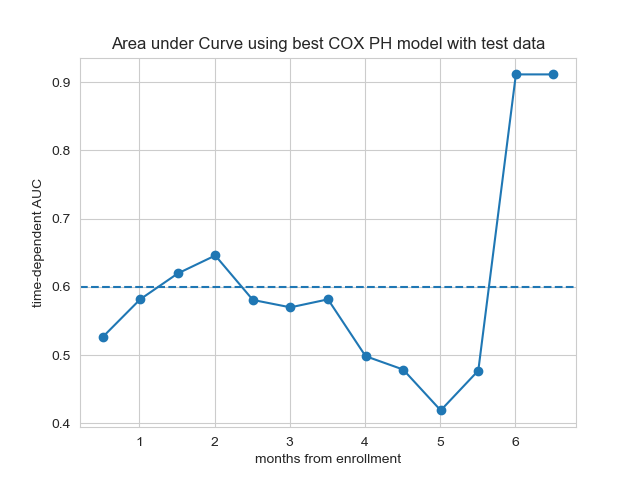 Area under Curve using best COX PH model with test data
time-dependent AUC
0.9
0.8
0.7
0.6
0.5
0.4
1 2 3 4 5 6
months from enrollment